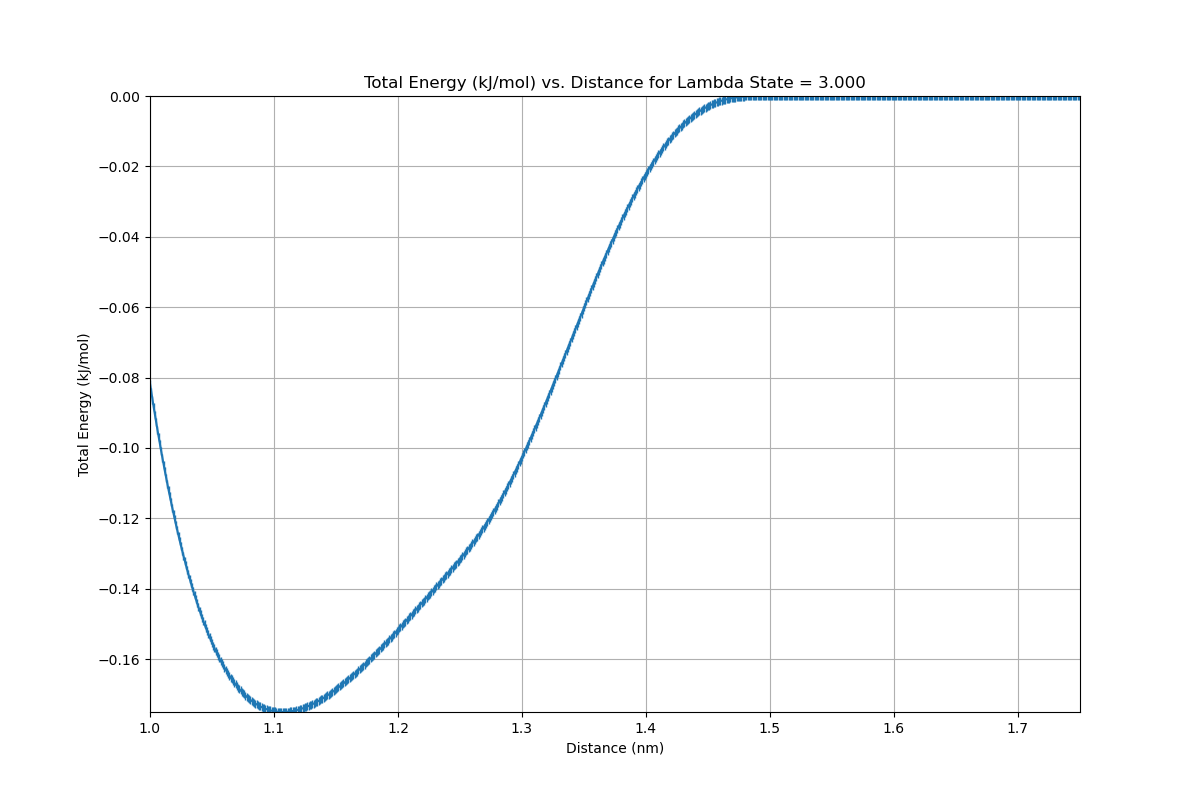 Total Energy (kJ/mol) vs. Distance for Lambda State = 3.000
0.00
−0.02
−0.04
−0.06
−0.08
−0.10
−0.12
−0.14
−0.16
Total Energy (kJ/mol)
1.0 1.1 1.2 1.3 1.4 1.5 1.6 1.7
Distance (nm)